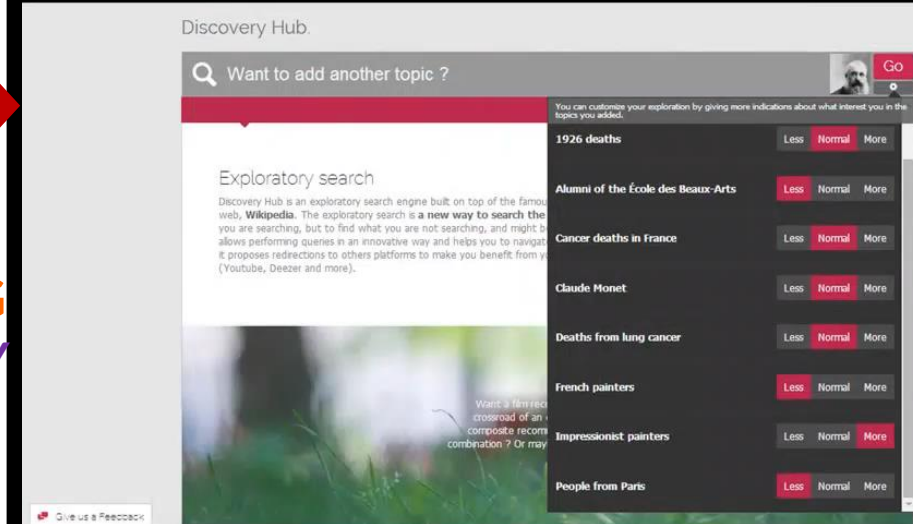 Discovery Hub.
Want to add another topic ?
Go
You can customize your exploration by giving more indications about what interest you in the
topics you added.
1926 deaths Less Normal More
Alumni of the École des Beaux-Arts Less Normal More
Cancer deaths in France Less Normal More
Claude Monet Less Normal More
Deaths from lung cancer Less Normal More
French painters Less Normal More
Impressionist painters Less Normal More
People from Paris Less Normal More
Exploratory search
Discovery Hub is an exploratory search engine built on top of the famou
web, Wikipedia. The exploratory search is a new way to search the
you are searching, but to find what you are not searching, and might b
allows performing queries in an innovative way and helps you to navigat
it proposes redirections to others platforms to make you benefit from y
(Youtube, Deezer and more).
Want a film rec
crossroad of an
composite recom
combination ? Or may
Give us a Feedback